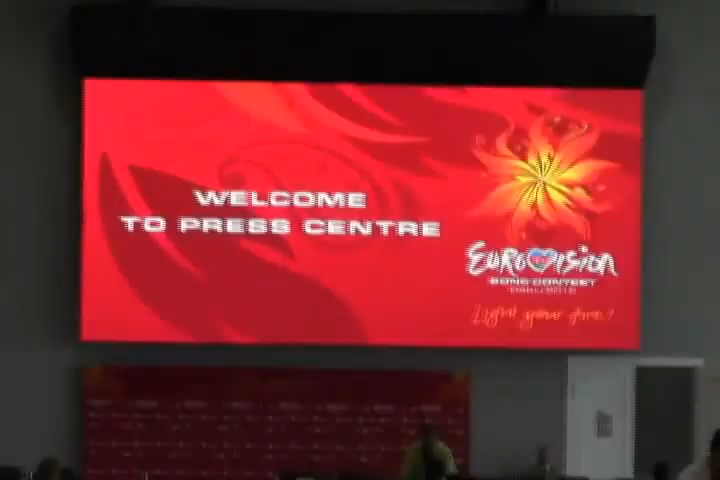 WELCOME
TO PRESS CENTRE
EUROVISION
SONG CONTEST
Light your fire!